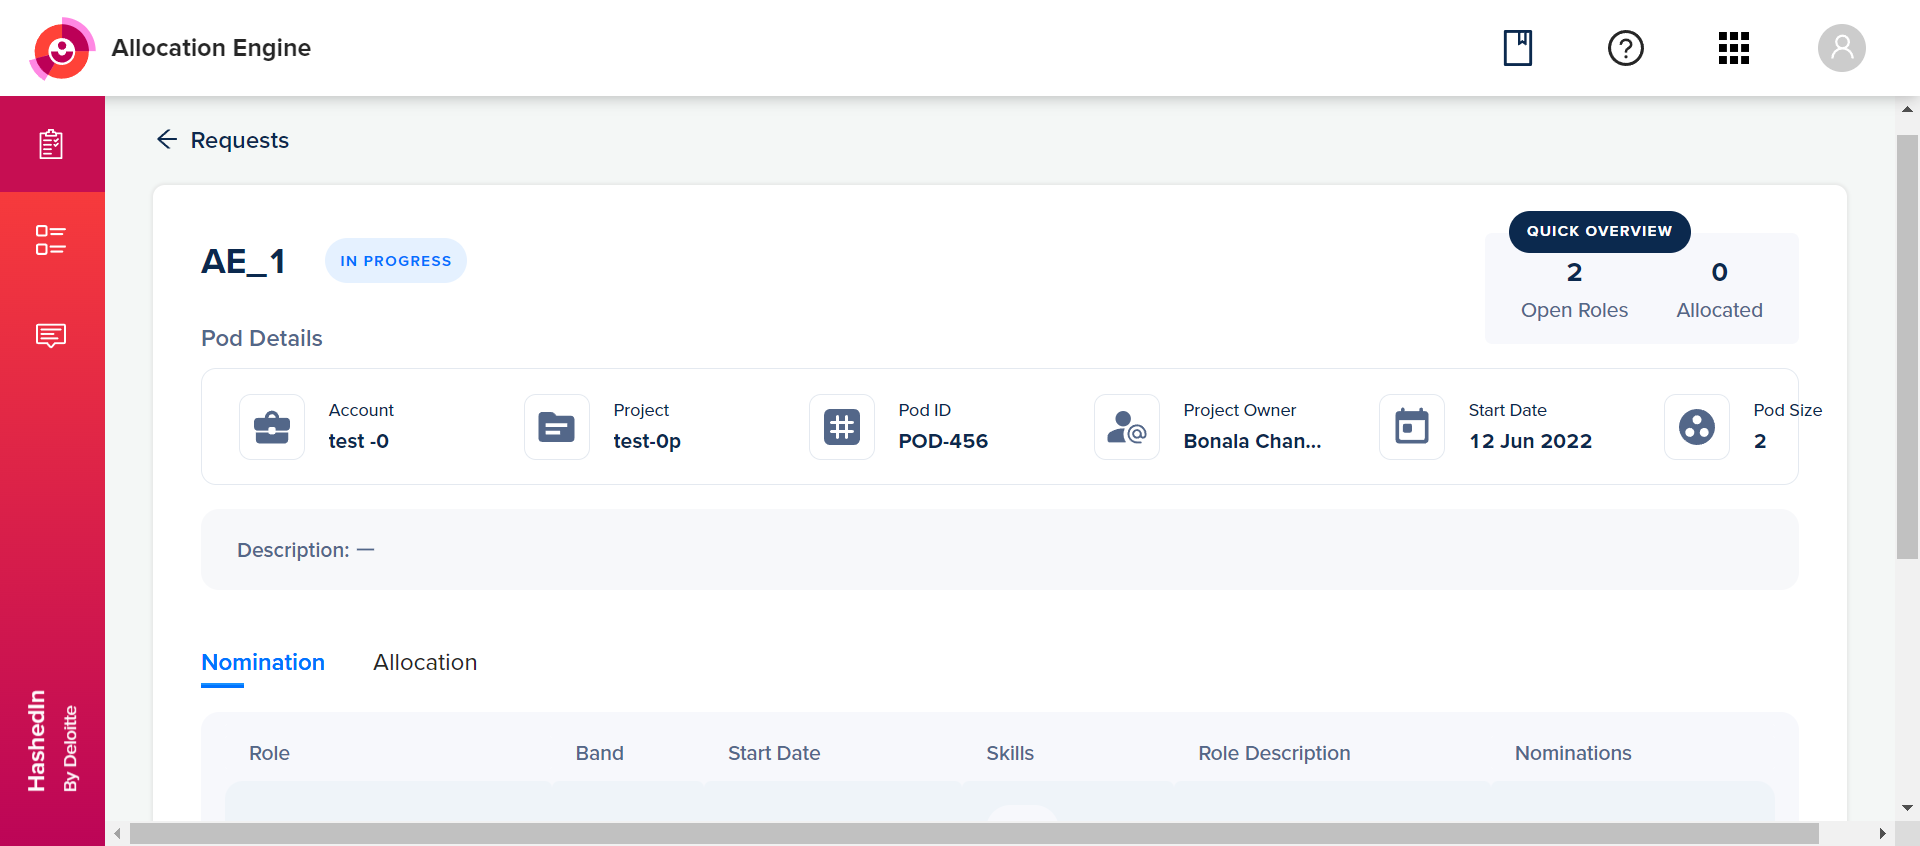 Allocation Engine
Requests
AE_1
IN PROGRESS
QUICK OVERVIEW
2
0
Open Roles
Allocated
Pod Details
Account
test -0
Project
test-0p
Pod ID
POD-456
Project Owner
Bonala Chan...
Start Date
12 Jun 2022
Pod Size
2
Description: —
Nomination
Allocation
Role
Band
Start Date
Skills
Role Description
Nominations
HashedIn
By Deloitte